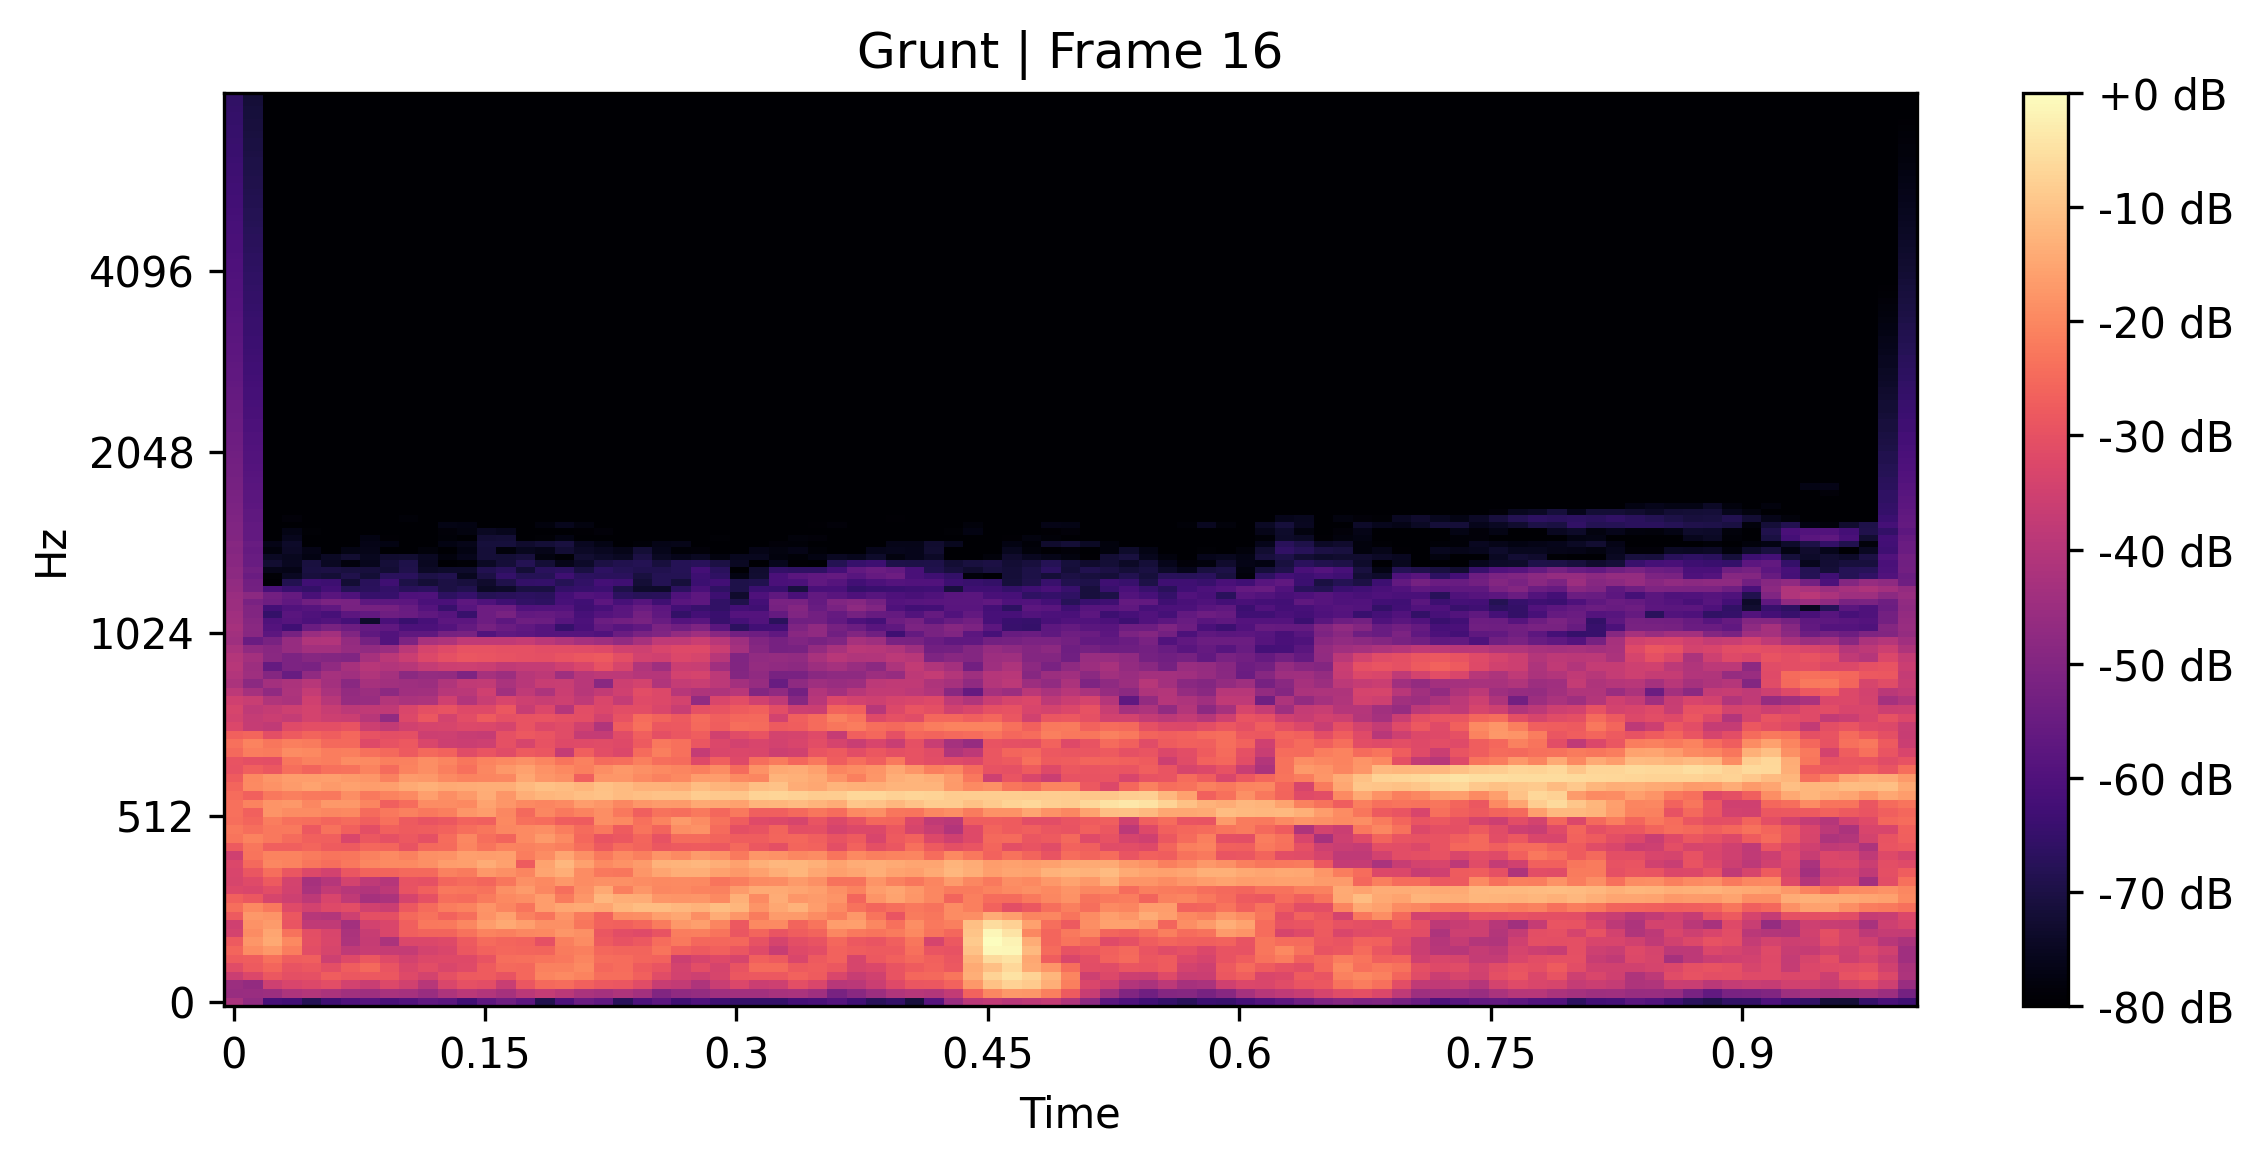 Grunt | Frame 16
+0 dB
-10 dB
-20 dB
-30 dB
-40 dB
-50 dB
-60 dB
-70 dB
-80 dB
Hz
4096
2048
1024
512
0
0 0.15 0.3 0.45 0.6 0.75 0.9
Time